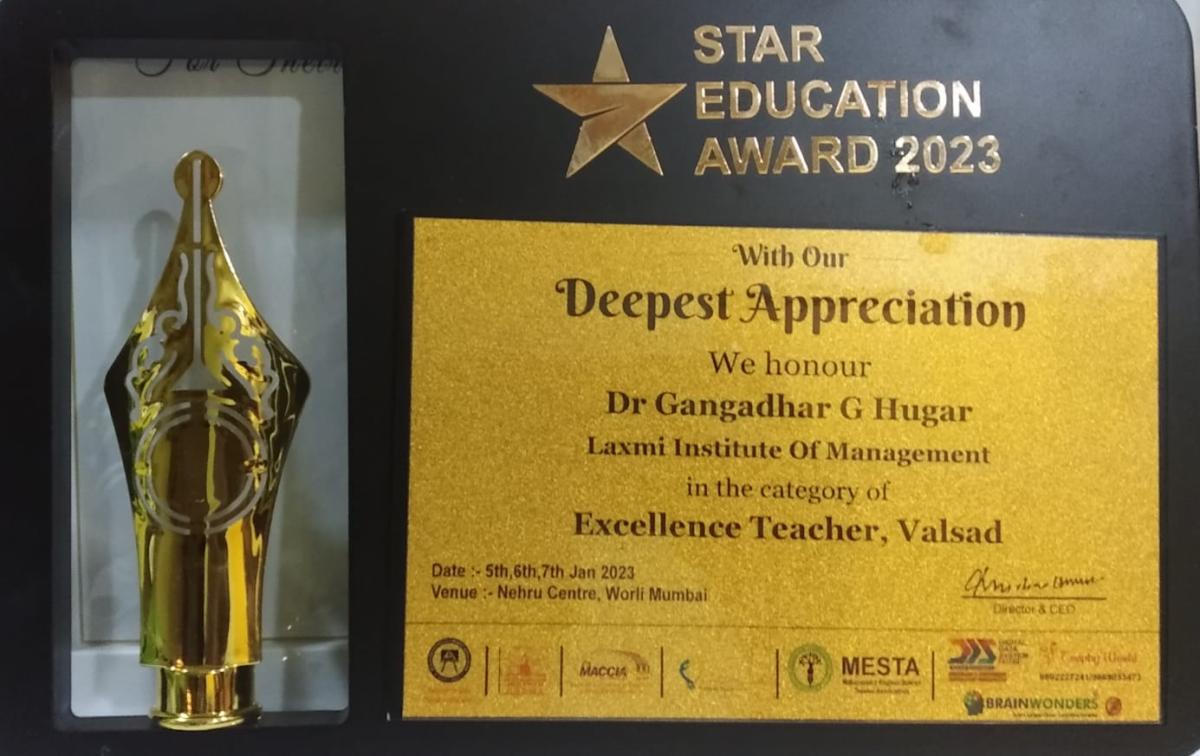 STAR
EDUCATION
AWARD 2023
With Our
Deepest Appreciation
We honour
Dr Gangadhar G Hugar
Laxmi Institute Of Management
in the category of
Excellence Teacher, Valsad
Date :- 5th,6th,7th Jan 2023
Venue :- Nehru Centre, Worli Mumbai
Director & CEO
MACCIA
MESTA
BRAINWONDERS